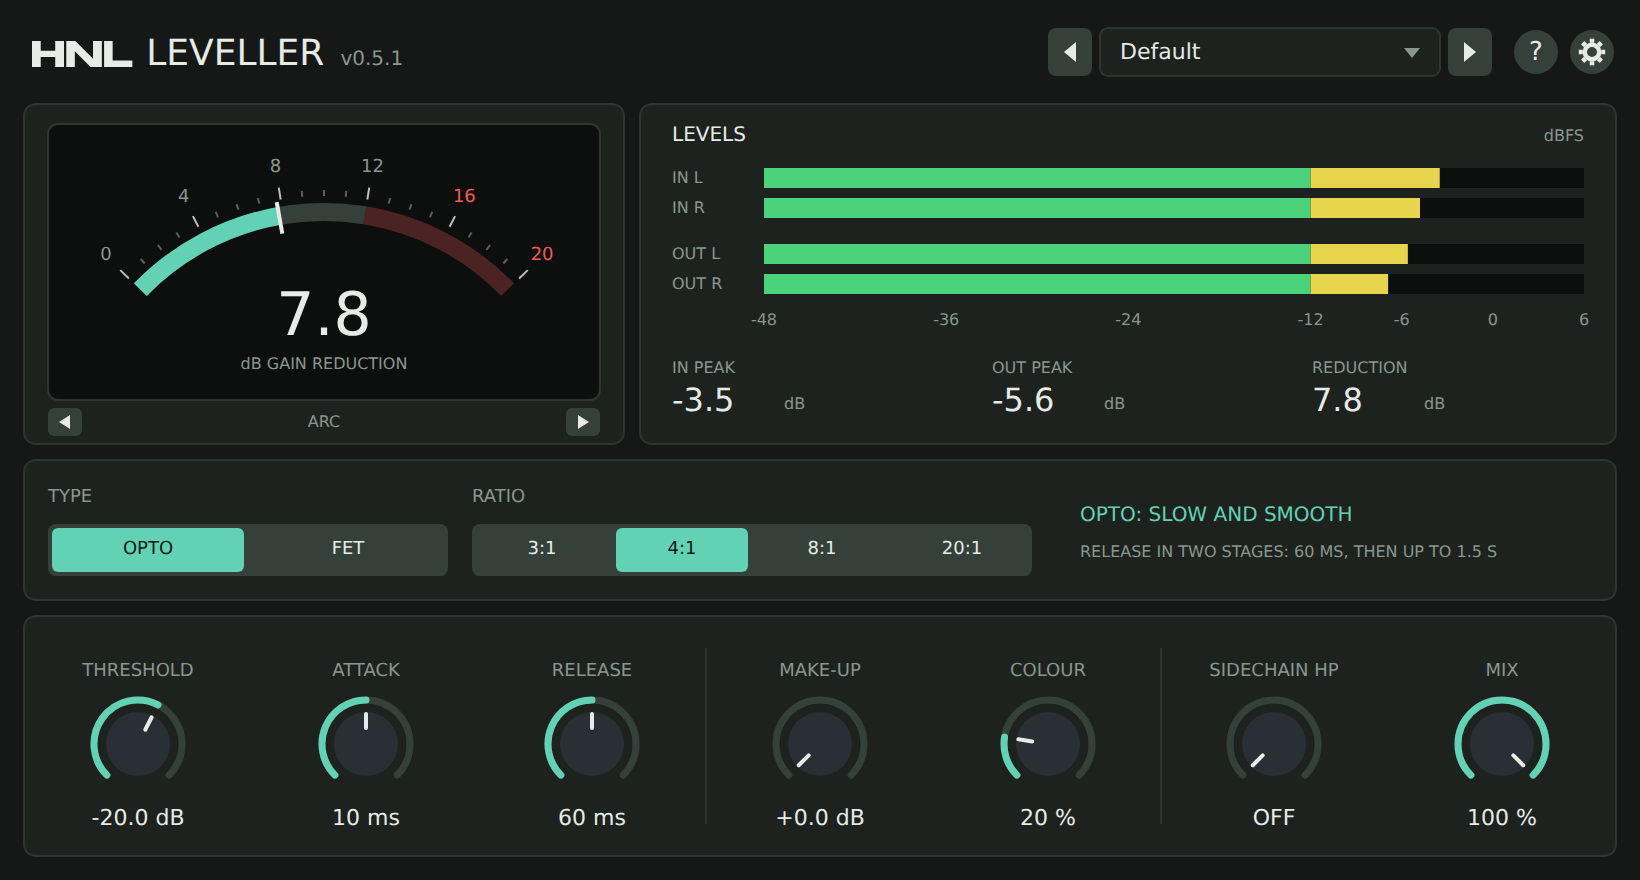 HNL LEVELLER v0.5.1
Default
?
0 4 8 12 16 20
7.8
dB GAIN REDUCTION
ARC
LEVELS dBFS
IN L
IN R
OUT L
OUT R
-48 -36 -24 -12 -6 0 6
IN PEAK OUT PEAK REDUCTION
-3.5 dB -5.6 dB 7.8 dB
TYPE RATIO
OPTO FET 3:1 4:1 8:1 20:1
OPTO: SLOW AND SMOOTH
RELEASE IN TWO STAGES: 60 MS, THEN UP TO 1.5 S
THRESHOLD ATTACK RELEASE MAKE-UP COLOUR SIDECHAIN HP MIX
-20.0 dB 10 ms 60 ms +0.0 dB 20 % OFF 100 %